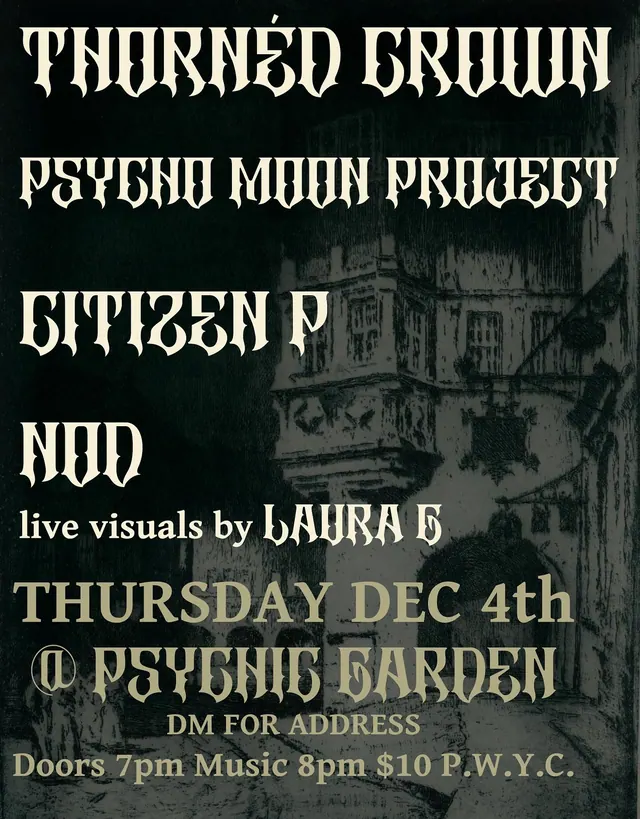 THORNÉD CROWN
PSYCHO MOON PROJECT
CITIZEN P
NOD
live visuals by LAURA G
THURSDAY DEC 4th
@ PSYCHIC GARDEN
DM FOR ADDRESS
Doors 7pm Music 8pm $10 P.W.Y.C.